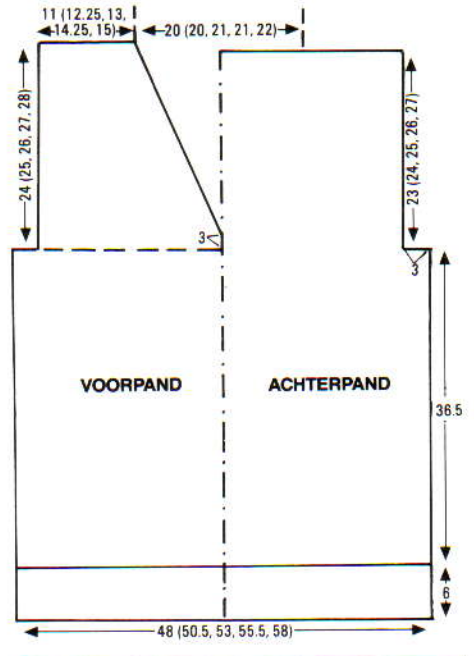 11 (12.25, 13,
14.25, 15)
20 (20, 21, 21, 22)
24 (25, 26, 27, 28)
23 (24, 25, 26, 27)
3
3
VOORPAND
ACHTERPAND
36.5
6
48 (50.5, 53, 55.5, 58)